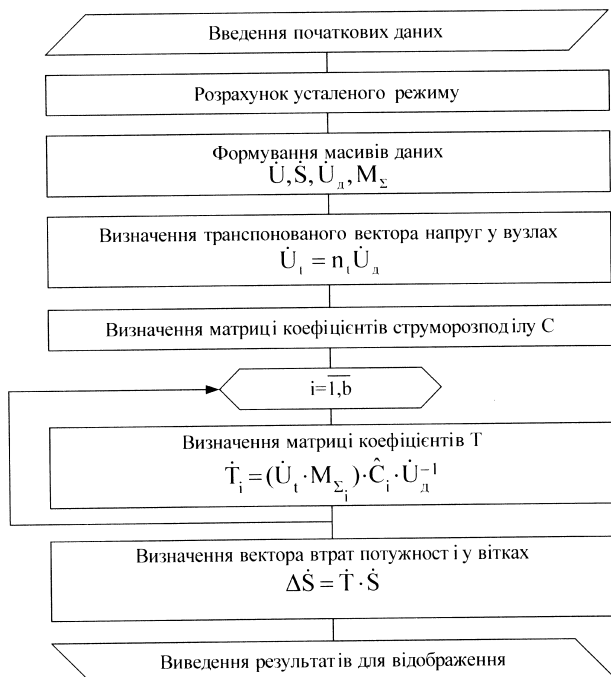 Введення початкових даних
Розрахунок усталеного режиму
Формування масивів даних
U̇, Ṡ, U̇д, MΣ
Визначення транспонованого вектора напруг у вузлах
U̇t = nt U̇д
Визначення матриці коефіцієнтів струморозподілу С
i=1,b
Визначення матриці коефіцієнтів Т
Ṫi = (U̇t · MΣi) · Ĉi · U̇д⁻¹
Визначення вектора втрат потужності у вітках
ΔṠ = Ṫ · Ṡ
Виведення результатів для відображення